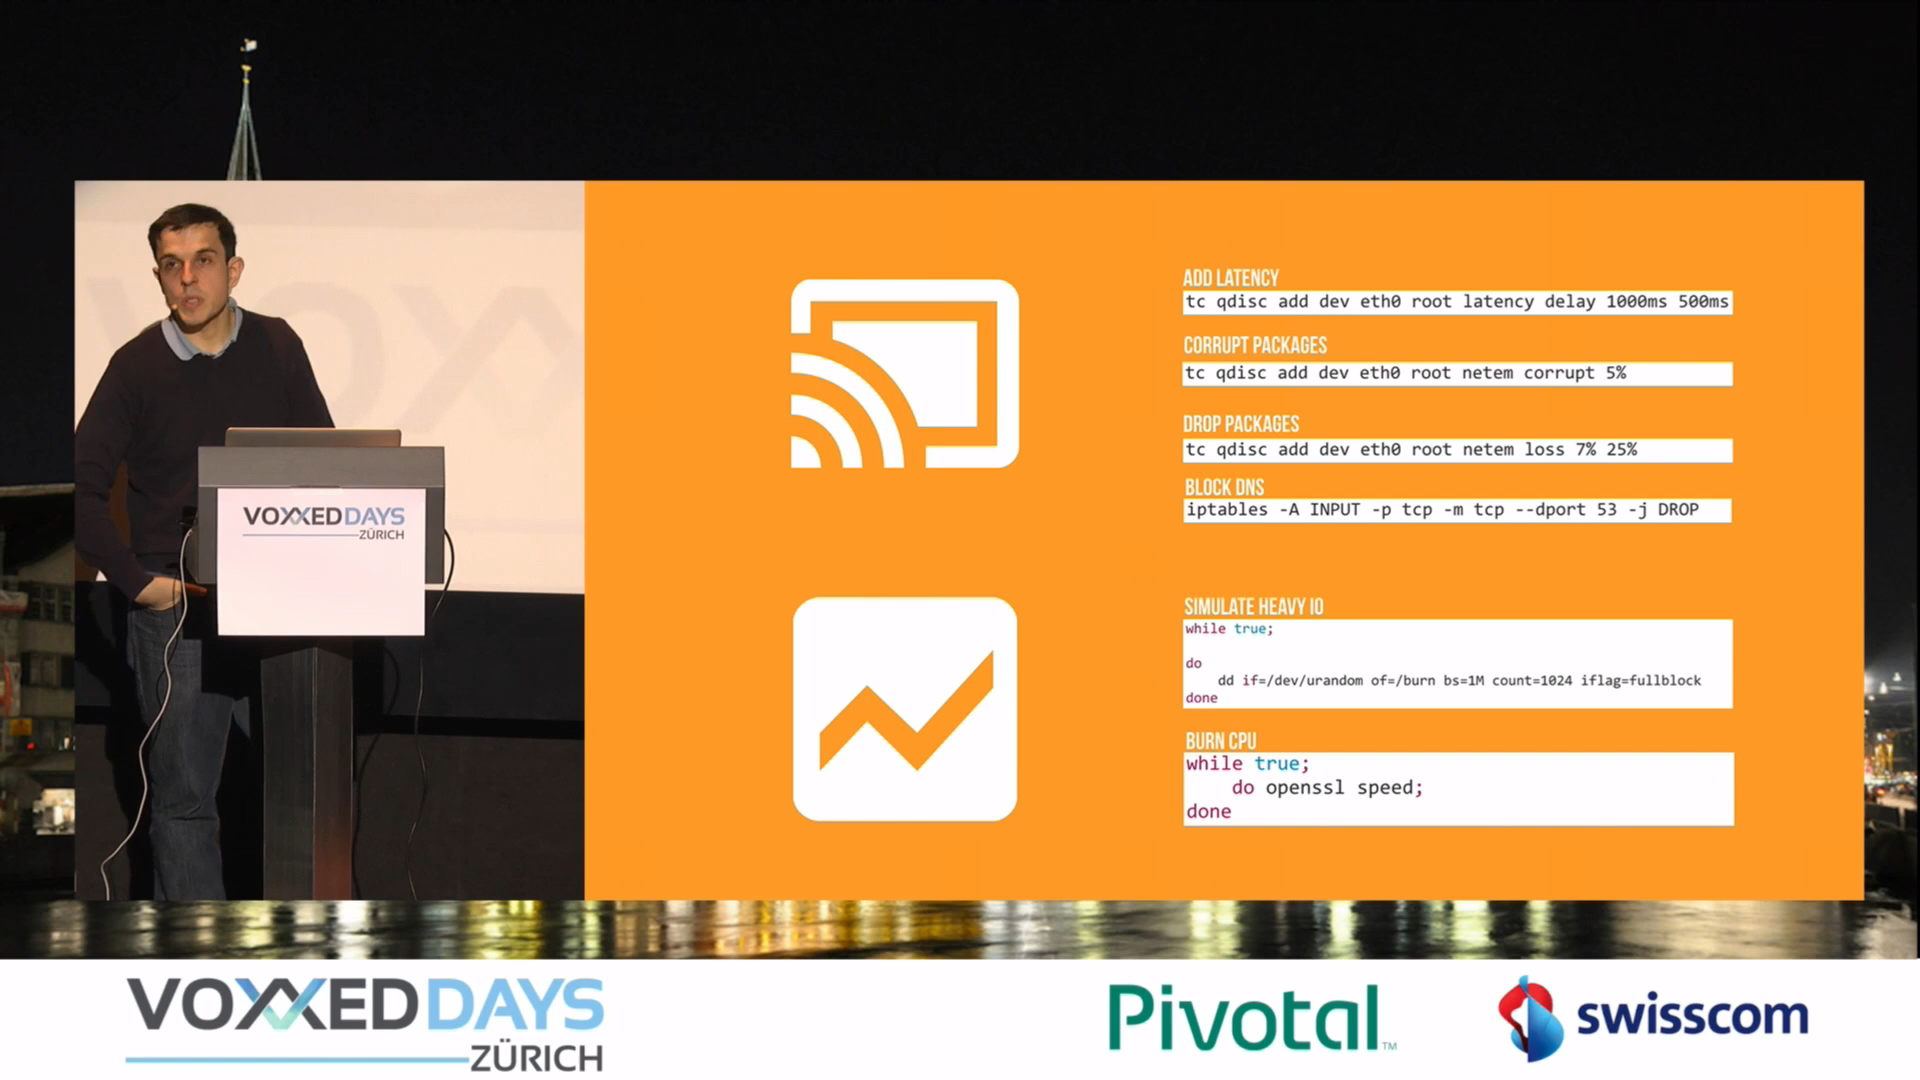 ADD LATENCY
tc qdisc add dev eth0 root latency delay 1000ms 500ms
CORRUPT PACKAGES
tc qdisc add dev eth0 root netem corrupt 5%
DROP PACKAGES
tc qdisc add dev eth0 root netem loss 7% 25%
BLOCK DNS
iptables -A INPUT -p tcp -m tcp --dport 53 -j DROP
SIMULATE HEAVY IO
while true;
do
dd if=/dev/urandom of=/burn bs=1M count=1024 iflag=fullblock
done
BURN CPU
while true;
do openssl speed;
done
VOXXED DAYS
ZÜRICH
VOXXED DAYS
ZÜRICH
Pivotal™
swisscom